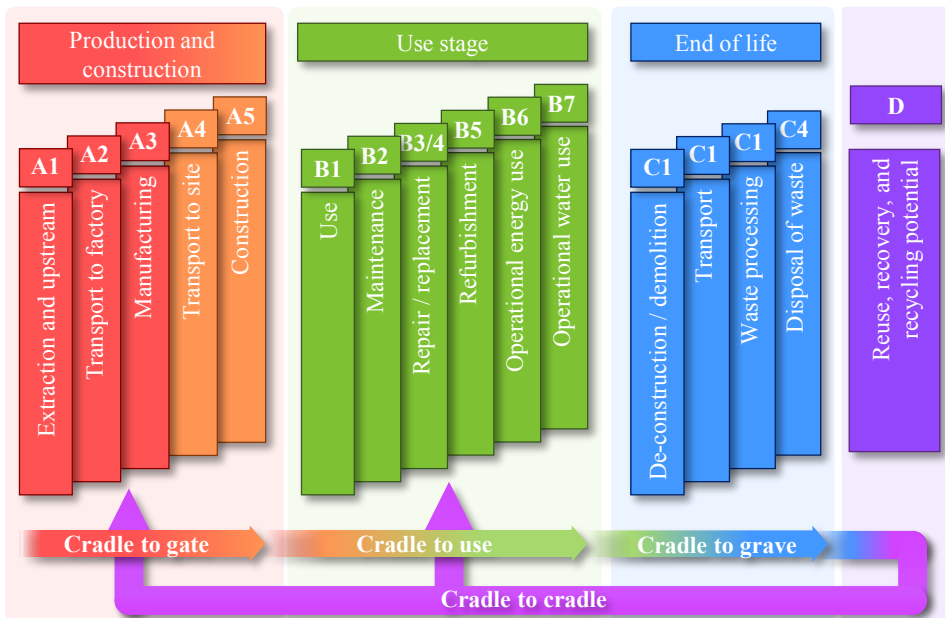 Production and
construction
A1
Extraction and upstream
A2
Transport to factory
A3
Manufacturing
A4
Transport to site
A5
Construction
Use stage
B1
Use
B2
Maintenance
B3/4
Repair / replacement
B5
Refurbishment
B6
Operational energy use
B7
Operational water use
End of life
C1
De-construction / demolition
C1
Transport
C1
Waste processing
C4
Disposal of waste
D
Reuse, recovery, and
recycling potential
Cradle to gate
Cradle to use
Cradle to grave
Cradle to cradle